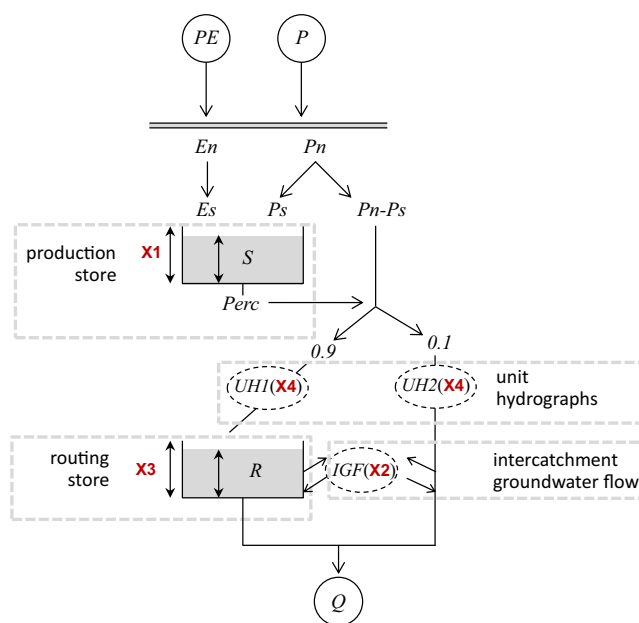 PE P
En Pn
Es Ps Pn-Ps
production
store
X1
S
Perc
0.9 0.1
UH1(X4) UH2(X4)
unit
hydrographs
routing
store
X3
R
IGF(X2)
intercatchment
groundwater flow
Q